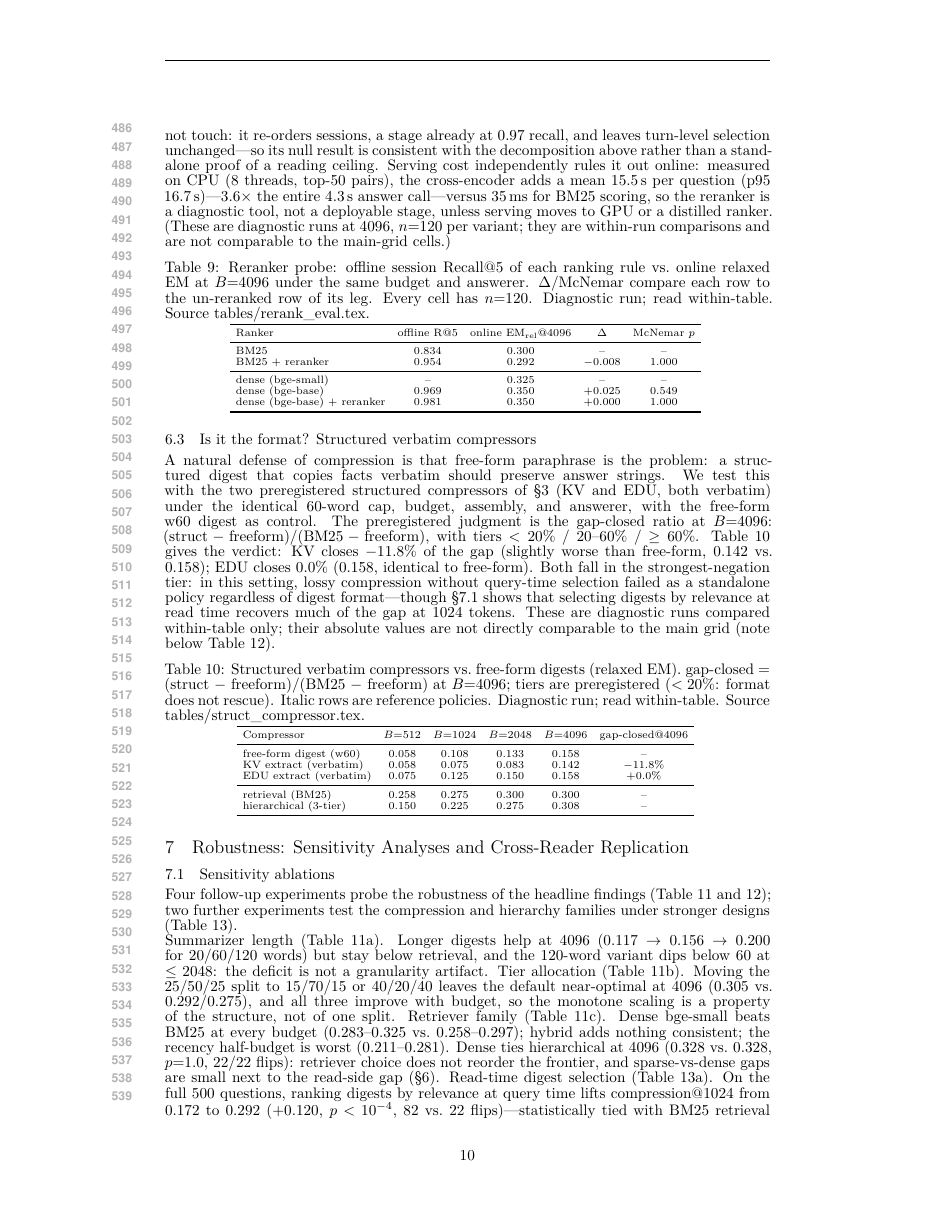 486
487
488
489
490
491
492
493
494
495
496
497
498
499
500
501
502
503
504
505
506
507
508
509
510
511
512
513
514
515
516
517
518
519
520
521
522
523
524
525
526
527
528
529
530
531
532
533
534
535
536
537
538
539
not touch: it re-orders sessions, a stage already at 0.97 recall, and leaves turn-level selection
unchanged—so its null result is consistent with the decomposition above rather than a stand-
alone proof of a reading ceiling. Serving cost independently rules it out online: measured
on CPU (8 threads, top-50 pairs), the cross-encoder adds a mean 15.5 s per question (p95
16.7 s)—3.6× the entire 4.3 s answer call—versus 35 ms for BM25 scoring, so the reranker is
a diagnostic tool, not a deployable stage, unless serving moves to GPU or a distilled ranker.
(These are diagnostic runs at 4096, n=120 per variant; they are within-run comparisons and
are not comparable to the main-grid cells.)
Table 9: Reranker probe: offline session Recall@5 of each ranking rule vs. online relaxed
EM at B=4096 under the same budget and answerer. Δ/McNemar compare each row to
the un-reranked row of its leg. Every cell has n=120. Diagnostic run; read within-table.
Source tables/rerank_eval.tex.
Ranker offline R@5 online EMrel@4096 Δ McNemar p
BM25 0.834 0.300 – –
BM25 + reranker 0.954 0.292 −0.008 1.000
dense (bge-small) – 0.325 – –
dense (bge-base) 0.969 0.350 +0.025 0.549
dense (bge-base) + reranker 0.981 0.350 +0.000 1.000
6.3 Is it the format? Structured verbatim compressors
A natural defense of compression is that free-form paraphrase is the problem: a struc-
tured digest that copies facts verbatim should preserve answer strings. We test this
with the two preregistered structured compressors of §3 (KV and EDU, both verbatim)
under the identical 60-word cap, budget, assembly, and answerer, with the free-form
w60 digest as control. The preregistered judgment is the gap-closed ratio at B=4096:
(struct − freeform)/(BM25 − freeform), with tiers < 20% / 20–60% / ≥ 60%. Table 10
gives the verdict: KV closes −11.8% of the gap (slightly worse than free-form, 0.142 vs.
0.158); EDU closes 0.0% (0.158, identical to free-form). Both fall in the strongest-negation
tier: in this setting, lossy compression without query-time selection failed as a standalone
policy regardless of digest format—though §7.1 shows that selecting digests by relevance at
read time recovers much of the gap at 1024 tokens. These are diagnostic runs compared
within-table only; their absolute values are not directly comparable to the main grid (note
below Table 12).
Table 10: Structured verbatim compressors vs. free-form digests (relaxed EM). gap-closed =
(struct − freeform)/(BM25 − freeform) at B=4096; tiers are preregistered (< 20%: format
does not rescue). Italic rows are reference policies. Diagnostic run; read within-table. Source
tables/struct_compressor.tex.
Compressor B=512 B=1024 B=2048 B=4096 gap-closed@4096
free-form digest (w60) 0.058 0.108 0.133 0.158 –
KV extract (verbatim) 0.058 0.075 0.083 0.142 −11.8%
EDU extract (verbatim) 0.075 0.125 0.150 0.158 +0.0%
retrieval (BM25) 0.258 0.275 0.300 0.300 –
hierarchical (3-tier) 0.150 0.225 0.275 0.308 –
7 Robustness: Sensitivity Analyses and Cross-Reader Replication
7.1 Sensitivity ablations
Four follow-up experiments probe the robustness of the headline findings (Table 11 and 12);
two further experiments test the compression and hierarchy families under stronger designs
(Table 13).
Summarizer length (Table 11a). Longer digests help at 4096 (0.117 → 0.156 → 0.200
for 20/60/120 words) but stay below retrieval, and the 120-word variant dips below 60 at
≤ 2048: the deficit is not a granularity artifact. Tier allocation (Table 11b). Moving the
25/50/25 split to 15/70/15 or 40/20/40 leaves the default near-optimal at 4096 (0.305 vs.
0.292/0.275), and all three improve with budget, so the monotone scaling is a property
of the structure, not of one split. Retriever family (Table 11c). Dense bge-small beats
BM25 at every budget (0.283–0.325 vs. 0.258–0.297); hybrid adds nothing consistent; the
recency half-budget is worst (0.211–0.281). Dense ties hierarchical at 4096 (0.328 vs. 0.328,
p=1.0, 22/22 flips): retriever choice does not reorder the frontier, and sparse-vs-dense gaps
are small next to the read-side gap (§6). Read-time digest selection (Table 13a). On the
full 500 questions, ranking digests by relevance at query time lifts compression@1024 from
0.172 to 0.292 (+0.120, p < 10⁻⁴, 82 vs. 22 flips)—statistically tied with BM25 retrieval
10